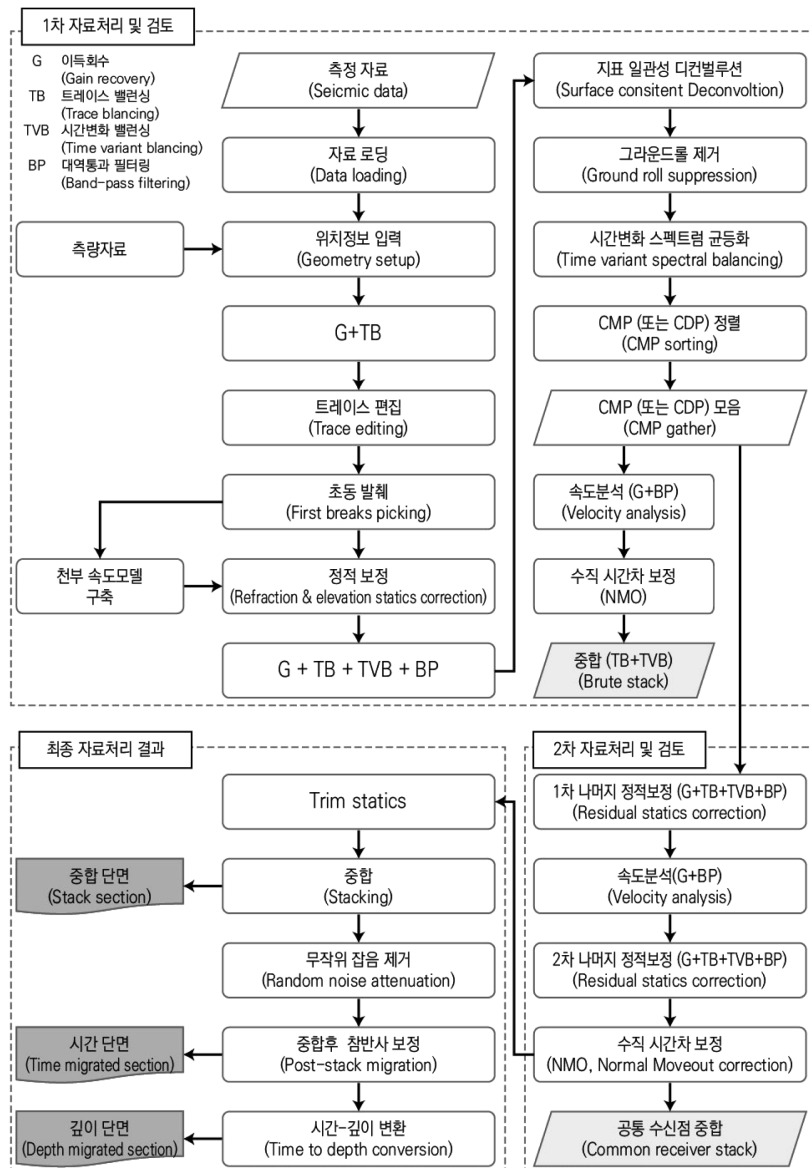 1차 자료처리 및 검토
G 이득회수
(Gain recovery)
TB 트레이스 밸런싱
(Trace blancing)
TVB 시간변화 밸런싱
(Time variant blancing)
BP 대역통과 필터링
(Band-pass filtering)
측정 자료
(Seicmic data)
자료 로딩
(Data loading)
측량자료
위치정보 입력
(Geometry setup)
G+TB
트레이스 편집
(Trace editing)
초동 발췌
(First breaks picking)
천부 속도모델
구축
정적 보정
(Refraction & elevation statics correction)
G + TB + TVB + BP
지표 일관성 디컨벌루션
(Surface consitent Deconvoltion)
그라운드롤 제거
(Ground roll suppression)
시간변화 스펙트럼 균등화
(Time variant spectral balancing)
CMP (또는 CDP) 정렬
(CMP sorting)
CMP (또는 CDP) 모음
(CMP gather)
속도분석 (G+BP)
(Velocity analysis)
수직 시간차 보정
(NMO)
중합 (TB+TVB)
(Brute stack)
2차 자료처리 및 검토
1차 나머지 정적보정 (G+TB+TVB+BP)
(Residual statics correction)
속도분석(G+BP)
(Velocity analysis)
2차 나머지 정적보정 (G+TB+TVB+BP)
(Residual statics correction)
수직 시간차 보정
(NMO, Normal Moveout correction)
공통 수신점 중합
(Common receiver stack)
최종 자료처리 결과
Trim statics
중합
(Stacking)
중합 단면
(Stack section)
무작위 잡음 제거
(Random noise attenuation)
중합후 참반사 보정
(Post-stack migration)
시간 단면
(Time migrated section)
시간-깊이 변환
(Time to depth conversion)
깊이 단면
(Depth migrated section)